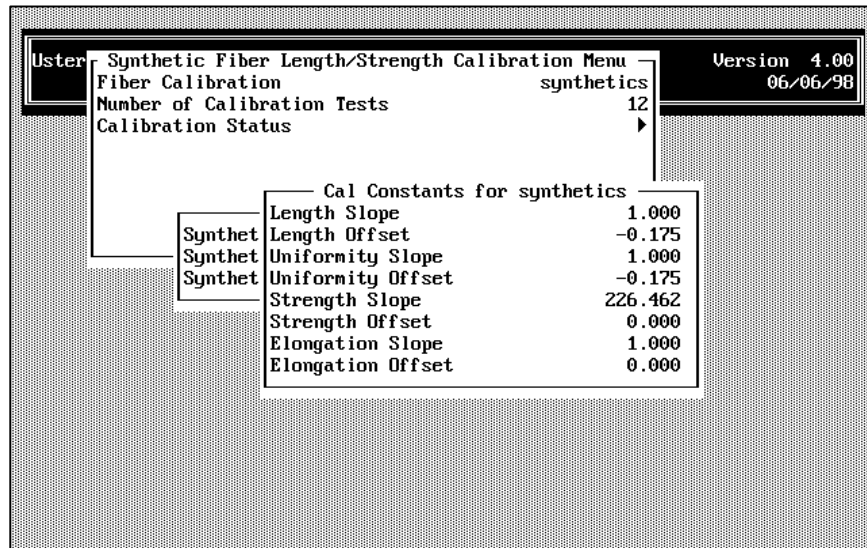 Uster
Version 4.00
06/06/98
Synthetic Fiber Length/Strength Calibration Menu
Fiber Calibration synthetics
Number of Calibration Tests 12
Calibration Status
Synthet
Synthet
Synthet
Cal Constants for synthetics
Length Slope 1.000
Length Offset -0.175
Uniformity Slope 1.000
Uniformity Offset -0.175
Strength Slope 226.462
Strength Offset 0.000
Elongation Slope 1.000
Elongation Offset 0.000